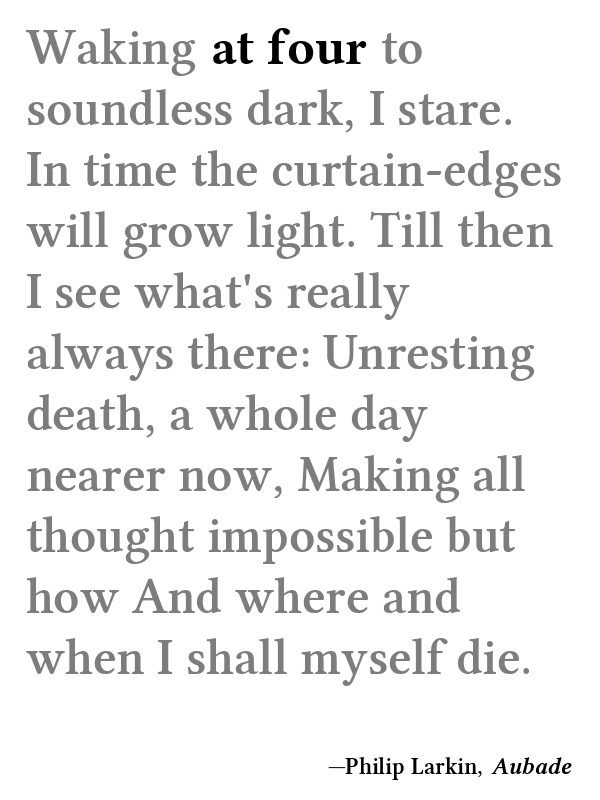 Waking at four to
soundless dark, I stare.
In time the curtain-edges
will grow light. Till then
I see what's really
always there: Unresting
death, a whole day
nearer now, Making all
thought impossible but
how And where and
when I shall myself die.
—Philip Larkin, Aubade